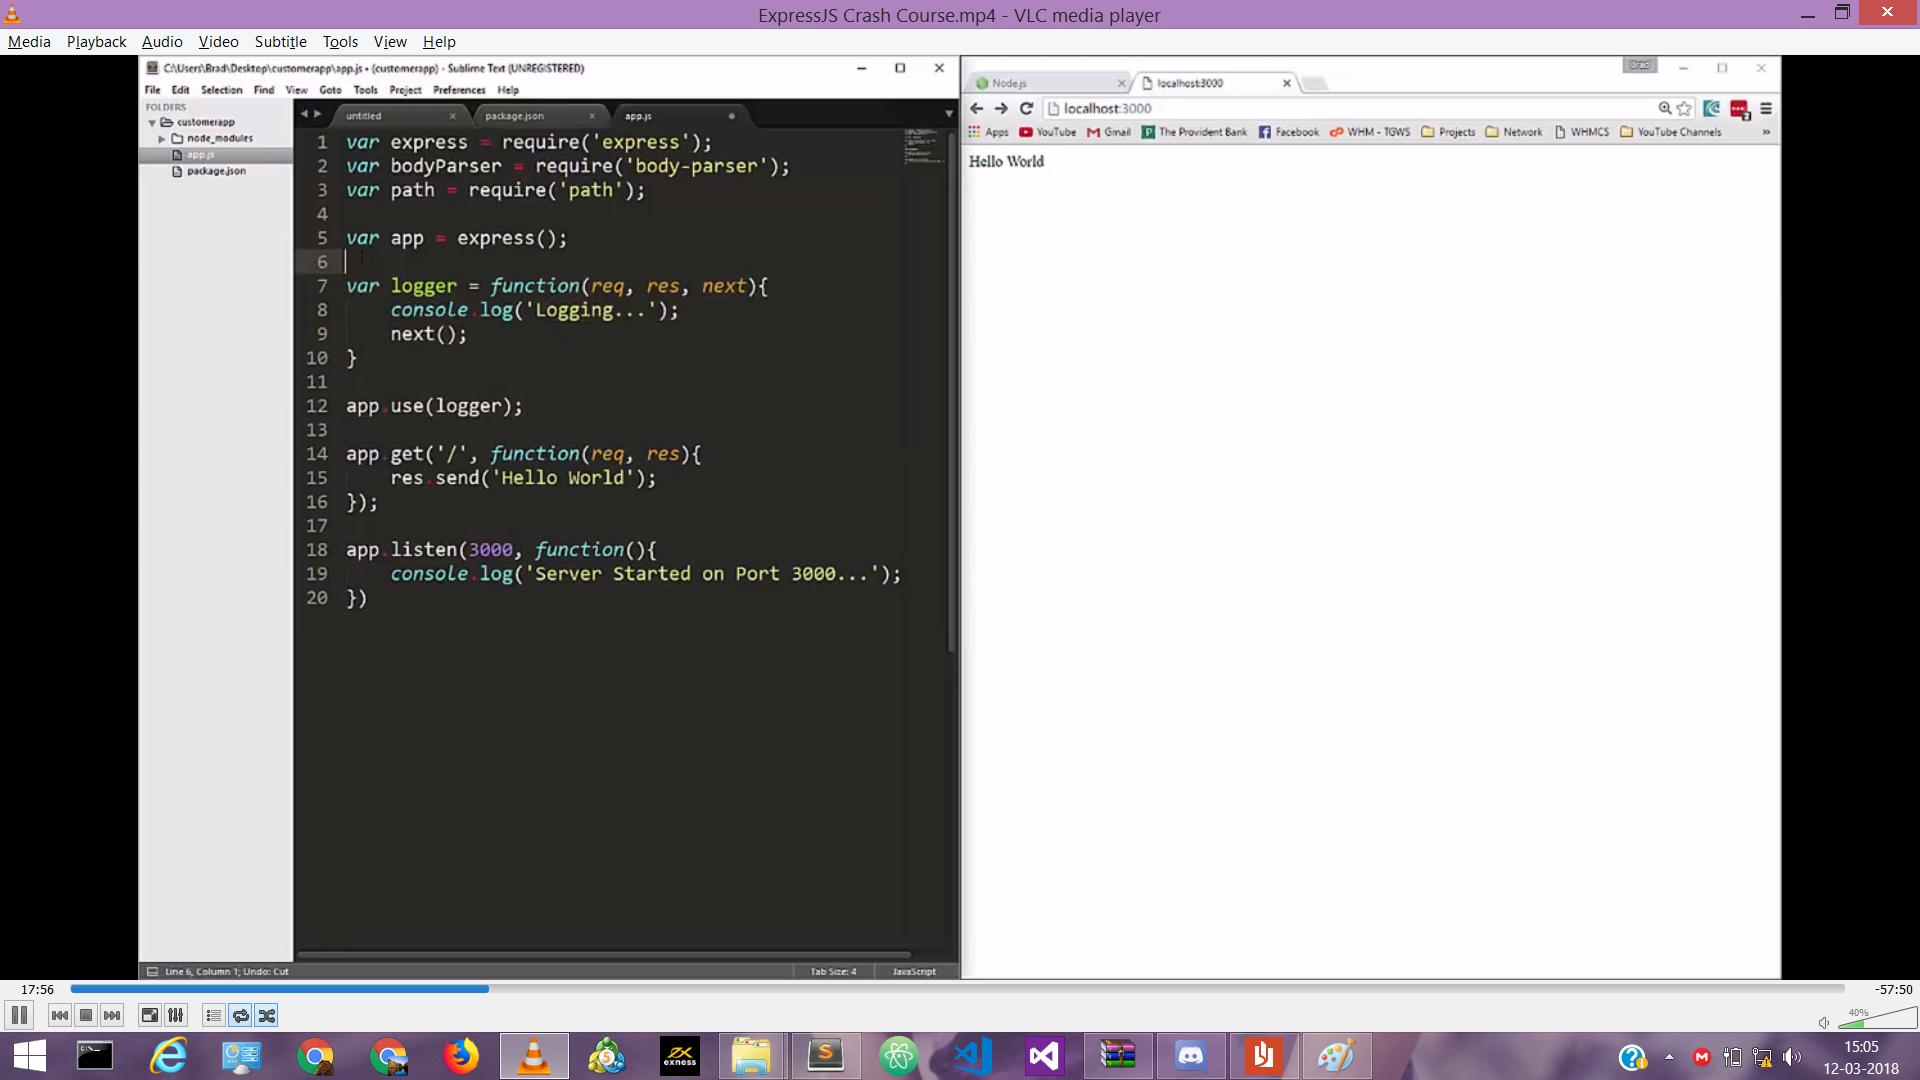 ExpressJS Crash Course.mp4 - VLC media player
Media Playback Audio Video Subtitle Tools View Help
C:\Users\Brad\Desktop\customerapp\app.js • (customerapp) - Sublime Text (UNREGISTERED)
File Edit Selection Find View Goto Tools Project Preferences Help
FOLDERS
customerapp
node_modules
app.js
package.json
untitled package.json app.js
1 var express = require('express');
2 var bodyParser = require('body-parser');
3 var path = require('path');
4
5 var app = express();
6
7 var logger = function(req, res, next){
8 console.log('Logging...');
9 next();
10 }
11
12 app.use(logger);
13
14 app.get('/', function(req, res){
15 res.send('Hello World');
16 });
17
18 app.listen(3000, function(){
19 console.log('Server Started on Port 3000...');
20 })
Line 6, Column 1; Undo: Cut
Tab Size: 4
JavaScript
Brad
Node.js localhost:3000
localhost:3000
Apps YouTube Gmail The Provident Bank Facebook WHM - TGWS Projects Network WHMCS YouTube Channels »
Hello World
17:56
-57:50
40%
exness
15:05
12-03-2018